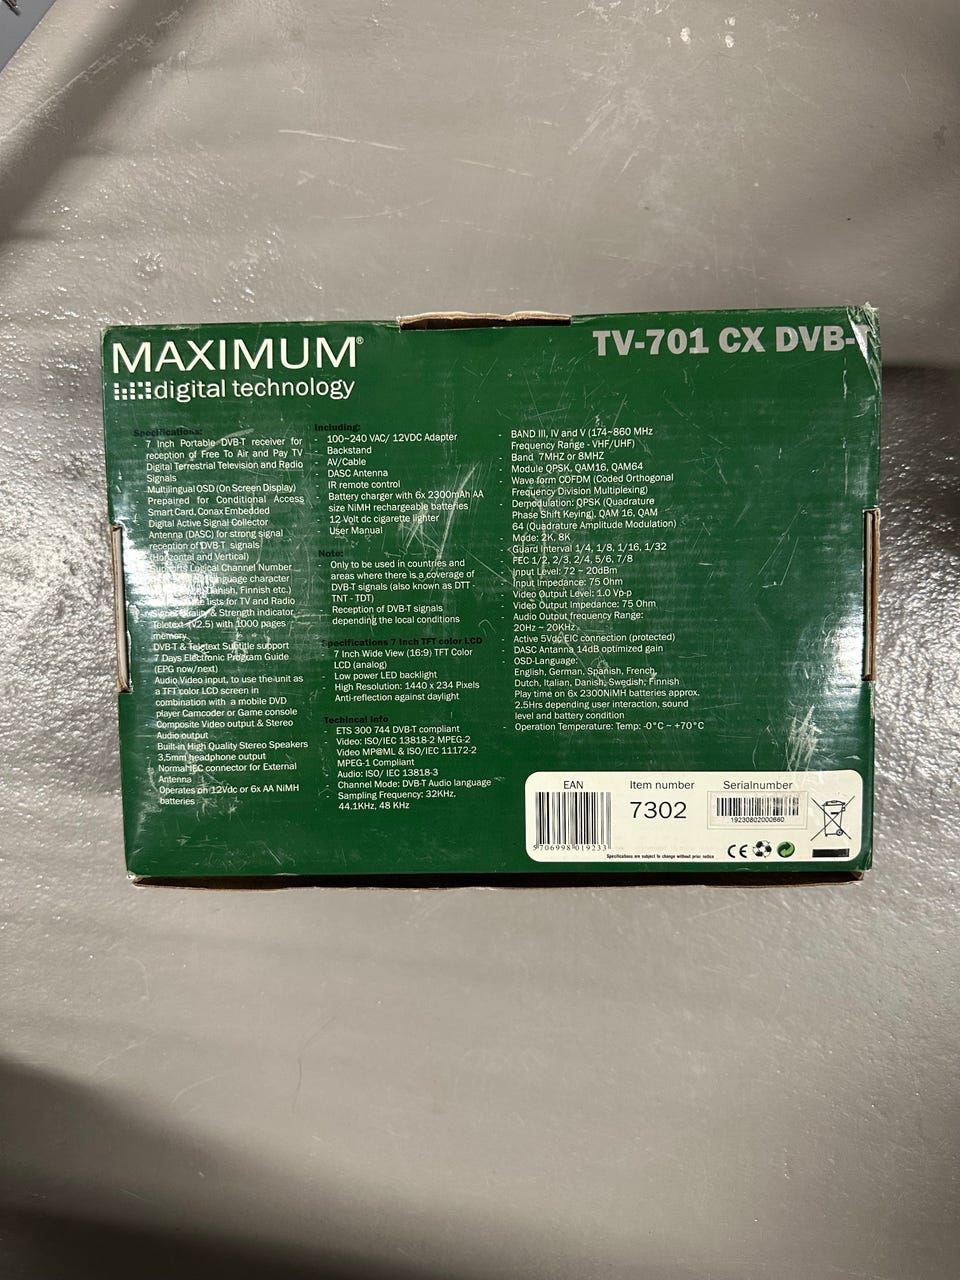 MAXIMUM®
digital technology
TV-701 CX DVB-T
Specifications:
7 Inch Portable DVB-T receiver for
reception of Free To Air and Pay TV
Digital Terrestrial Television and Radio
Signals
Multilingual OSD (On Screen Display)
Prepaired for Conditional Access
Smart Card, Conax Embedded
Digital Active Signal Collector
Antenna (DASC) for strong signal
reception of DVB-T signals
(Horizontal and Vertical)
Supports Logical Channel Number
language character
Danish, Finnish etc.)
lists for TV and Radio
Signal Quality & Strength indicator
Teletext (V2.5) with 1000 pages
memory
DVB-T & Teletext Subtitle support
7 Days Electronic Program Guide
(EPG now/next)
Audio Video input, to use the unit as
a TFT color LCD screen in
combination with a mobile DVD
player Camcoder or Game console
Composite Video output & Stereo
Audio output
Built-in High Quality Stereo Speakers
3,5mm headphone output
Normal IEC connector for External
Antenna
Operates on 12Vdc or 6x AA NiMH
batteries
Including:
- 100~240 VAC/ 12VDC Adapter
- Backstand
- AV/Cable
- DASC Antenna
- IR remote control
- Battery charger with 6x 2300mAh AA
size NiMH rechargeable batteries
- 12 Volt dc cigarette lighter
- User Manual
Note:
- Only to be used in countries and
areas where there is a coverage of
DVB-T signals (also known as DTT -
TNT - TDT)
- Reception of DVB-T signals
depending the local conditions
Specifications 7 Inch TFT color LCD
- 7 Inch Wide View (16:9) TFT Color
LCD (analog)
- Low power LED backlight
- High Resolution: 1440 x 234 Pixels
- Anti-reflection against daylight
Techincal Info
- ETS 300 744 DVB-T compliant
- Video: ISO/IEC 13818-2 MPEG-2
Video MP@ML & ISO/IEC 11172-2
MPEG-1 Compliant
- Audio: ISO/ IEC 13818-3
- Channel Mode: DVB-T Audio language
- Sampling Frequency: 32KHz,
44.1KHz, 48 KHz
- BAND III, IV and V (174~860 MHz
Frequency Range - VHF/UHF)
- Band 7MHZ or 8MHZ
- Module QPSK, QAM16, QAM64
- Wave form COFDM (Coded Orthogonal
Frequency Division Multiplexing)
- Demodulation: QPSK (Quadrature
Phase Shift Keying), QAM 16, QAM
64 (Quadrature Amplitude Modulation)
- Mode: 2K, 8K
- Guard Interval 1/4, 1/8, 1/16, 1/32
- FEC 1/2, 2/3, 2/4, 5/6, 7/8
- Input Level: 72 ~ 20dBm
- Input Impedance: 75 Ohm
- Video Output Level: 1.0 Vp-p
- Video Output Impedance: 75 Ohm
- Audio Output frequency Range:
20Hz ~ 20KHz
- Active 5Vdc EIC connection (protected)
- DASC Antenna 14dB optimized gain
- OSD-Language:
English, German, Spanish, French,
Dutch, Italian, Danish, Swedish, Finnish
- Play time on 6x 2300NiMH batteries approx.
2.5Hrs depending user interaction, sound
level and battery condition
- Operation Temperature: Temp: -0°C ~ +70°C
EAN
5 706998 019233
Item number
7302
Serialnumber
19230802000660
Specifications are subject to change without prior notice
CE